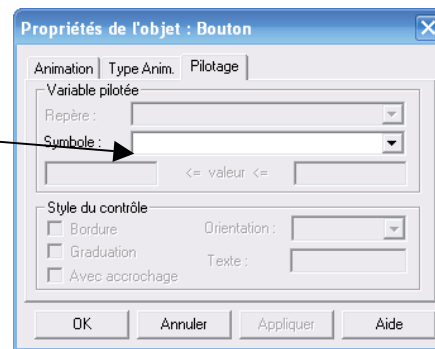 Propriétés de l'objet : Bouton
Animation Type Anim. Pilotage
Variable pilotée
Repère :
Symbole :
<= valeur <=
Style du contrôle
Bordure Orientation :
Graduation
Texte :
Avec accrochage
OK Annuler Appliquer Aide